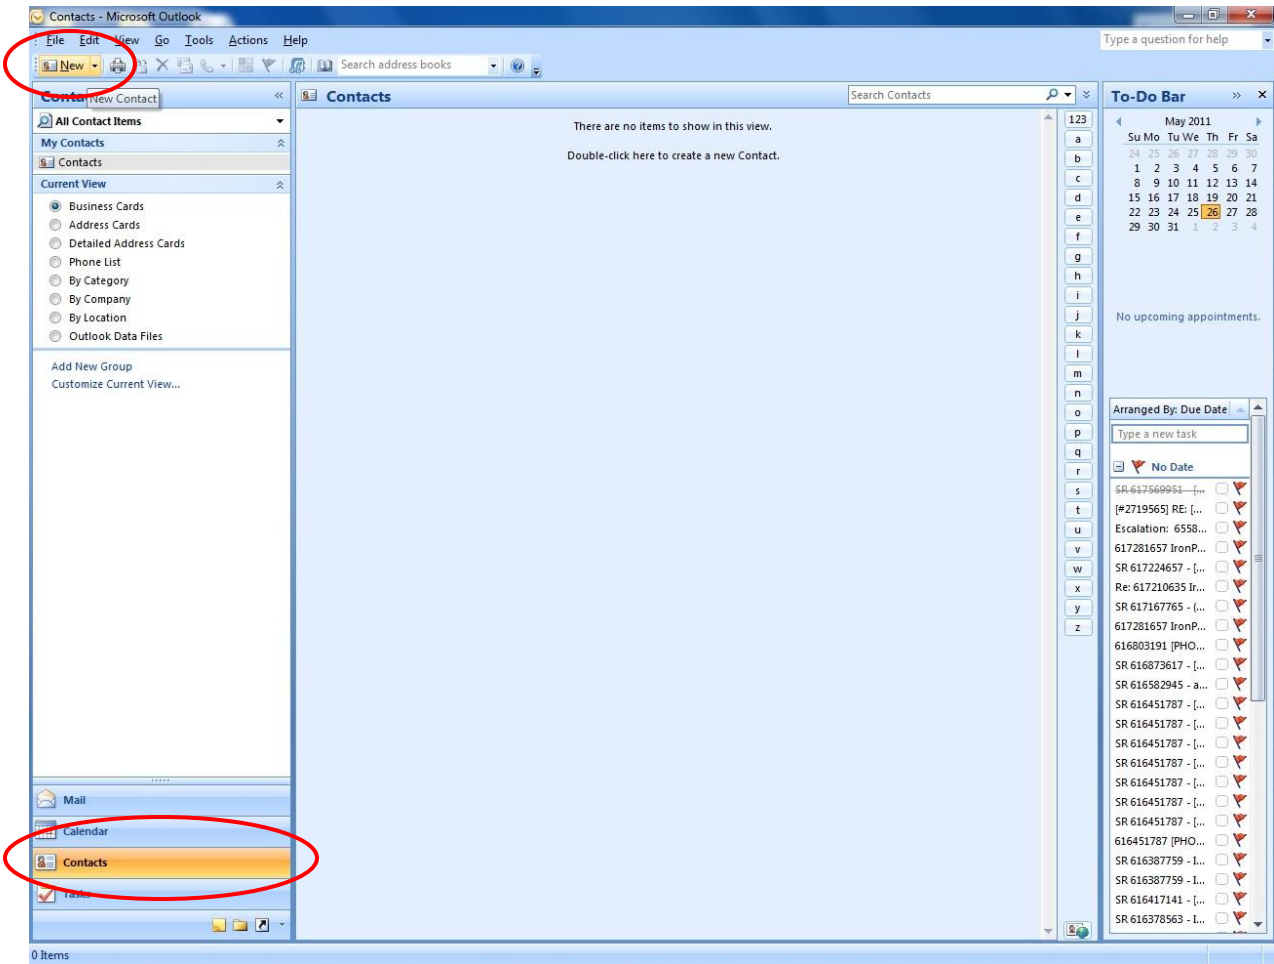 Contacts - Microsoft Outlook
File Edit View Go Tools Actions Help
Type a question for help
New
Search address books
New Contact
All Contact Items
My Contacts
Contacts
Current View
Business Cards
Address Cards
Detailed Address Cards
Phone List
By Category
By Company
By Location
Outlook Data Files
Add New Group
Customize Current View...
Mail
Calendar
Contacts
Tasks
0 Items
Contacts
Search Contacts
There are no items to show in this view.
Double-click here to create a new Contact.
123
a
b
c
d
e
f
g
h
i
j
k
l
m
n
o
p
q
r
s
t
u
v
w
x
y
z
To-Do Bar
May 2011
Su Mo Tu We Th Fr Sa
24 25 26 27 28 29 30
1 2 3 4 5 6 7
8 9 10 11 12 13 14
15 16 17 18 19 20 21
22 23 24 25 26 27 28
29 30 31 1 2 3 4
No upcoming appointments.
Arranged By: Due Date
Type a new task
No Date
SR 617569951 - [...
[#2719565] RE: [...
Escalation: 6558...
617281657 IronP...
SR 617224657 - [...
Re: 617210635 Ir...
SR 617167765 - (...
617281657 IronP...
616803191 [PHO...
SR 616873617 - [...
SR 616582945 - a...
SR 616451787 - [...
SR 616451787 - [...
SR 616451787 - [...
SR 616451787 - [...
SR 616451787 - [...
SR 616451787 - [...
SR 616451787 - [...
616451787 [PHO...
SR 616387759 - I...
SR 616387759 - I...
SR 616417141 - [...
SR 616378563 - I...